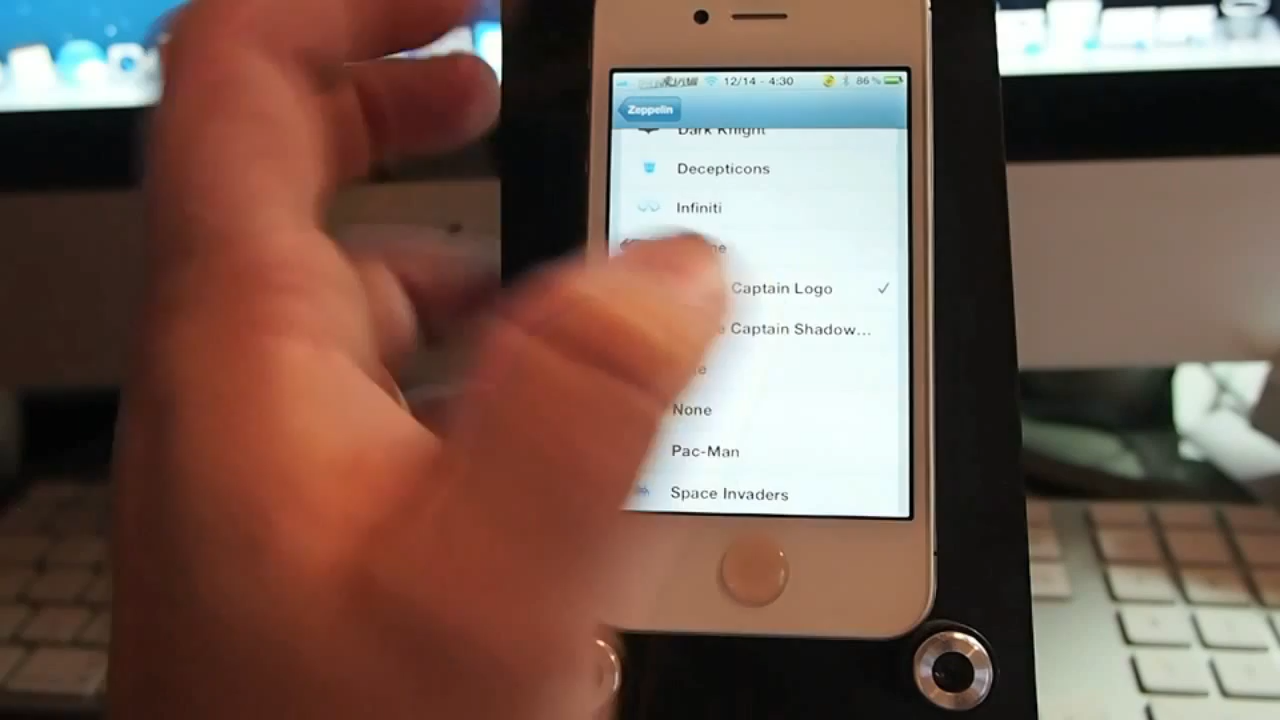 12/14 - 4:30 86%
Zeppelin
Dark Knight
Decepticons
Infiniti
Captain Logo
Captain Shadow...
None
Pac-Man
Space Invaders